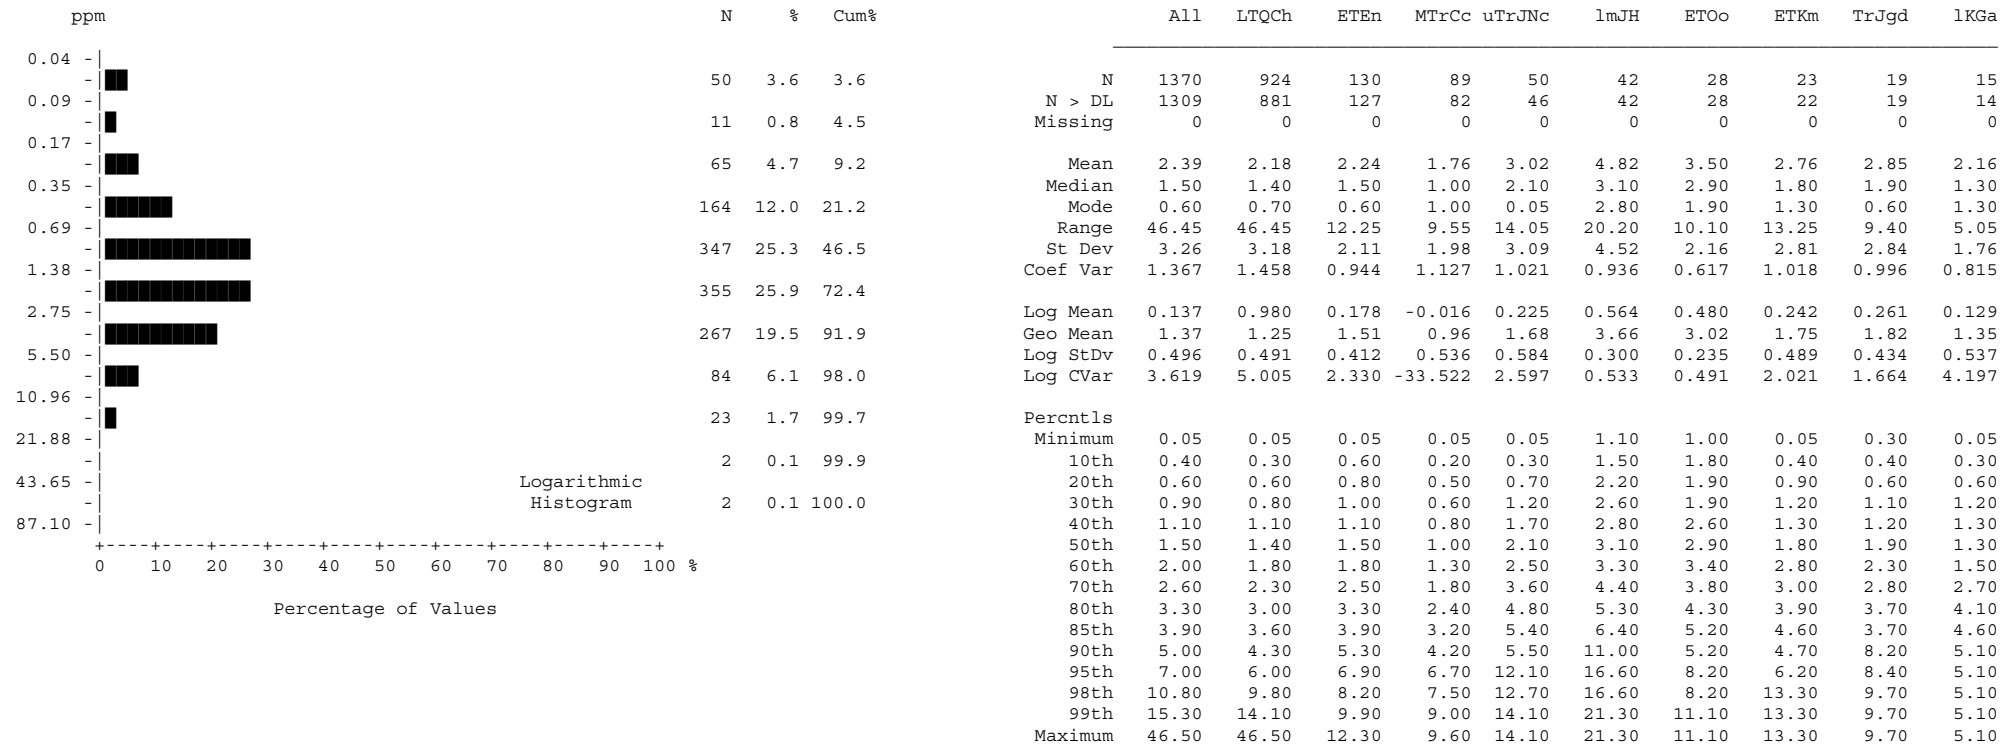 ppm N % Cum% All LTQCh ETEn MTrCc uTrJNc lmJH ETOo ETKm TrJgd lKGa
0.04 -|
-| 50 3.6 3.6 N 1370 924 130 89 50 42 28 23 19 15
0.09 -| N > DL 1309 881 127 82 46 42 28 22 19 14
-| 11 0.8 4.5 Missing 0 0 0 0 0 0 0 0 0 0
0.17 -|
-| 65 4.7 9.2 Mean 2.39 2.18 2.24 1.76 3.02 4.82 3.50 2.76 2.85 2.16
0.35 -| Median 1.50 1.40 1.50 1.00 2.10 3.10 2.90 1.80 1.90 1.30
-| 164 12.0 21.2 Mode 0.60 0.70 0.60 1.00 0.05 2.80 1.90 1.30 0.60 1.30
0.69 -| Range 46.45 46.45 12.25 9.55 14.05 20.20 10.10 13.25 9.40 5.05
-| 347 25.3 46.5 St Dev 3.26 3.18 2.11 1.98 3.09 4.52 2.16 2.81 2.84 1.76
1.38 -| Coef Var 1.367 1.458 0.944 1.127 1.021 0.936 0.617 1.018 0.996 0.815
-| 355 25.9 72.4
2.75 -| Log Mean 0.137 0.980 0.178 -0.016 0.225 0.564 0.480 0.242 0.261 0.129
-| 267 19.5 91.9 Geo Mean 1.37 1.25 1.51 0.96 1.68 3.66 3.02 1.75 1.82 1.35
5.50 -| Log StDv 0.496 0.491 0.412 0.536 0.584 0.300 0.235 0.489 0.434 0.537
-| 84 6.1 98.0 Log CVar 3.619 5.005 2.330 -33.522 2.597 0.533 0.491 2.021 1.664 4.197
10.96 -|
-| 23 1.7 99.7 Percntls
21.88 -| Minimum 0.05 0.05 0.05 0.05 0.05 1.10 1.00 0.05 0.30 0.05
-| 2 0.1 99.9 10th 0.40 0.30 0.60 0.20 0.30 1.50 1.80 0.40 0.40 0.30
43.65 -| Logarithmic 20th 0.60 0.60 0.80 0.50 0.70 2.20 1.90 0.90 0.60 0.60
-| Histogram 2 0.1 100.0 30th 0.90 0.80 1.00 0.60 1.20 2.60 1.90 1.20 1.10 1.20
87.10 -| 40th 1.10 1.10 1.10 0.80 1.70 2.80 2.60 1.30 1.20 1.30
+----+----+----+----+----+----+----+----+----+----+ 50th 1.50 1.40 1.50 1.00 2.10 3.10 2.90 1.80 1.90 1.30
0 10 20 30 40 50 60 70 80 90 100 % 60th 2.00 1.80 1.80 1.30 2.50 3.30 3.40 2.80 2.30 1.50
70th 2.60 2.30 2.50 1.80 3.60 4.40 3.80 3.00 2.80 2.70
Percentage of Values 80th 3.30 3.00 3.30 2.40 4.80 5.30 4.30 3.90 3.70 4.10
85th 3.90 3.60 3.90 3.20 5.40 6.40 5.20 4.60 3.70 4.60
90th 5.00 4.30 5.30 4.20 5.50 11.00 5.20 4.70 8.20 5.10
95th 7.00 6.00 6.90 6.70 12.10 16.60 8.20 6.20 8.40 5.10
98th 10.80 9.80 8.20 7.50 12.70 16.60 8.20 13.30 9.70 5.10
99th 15.30 14.10 9.90 9.00 14.10 21.30 11.10 13.30 9.70 5.10
Maximum 46.50 46.50 12.30 9.60 14.10 21.30 11.10 13.30 9.70 5.10